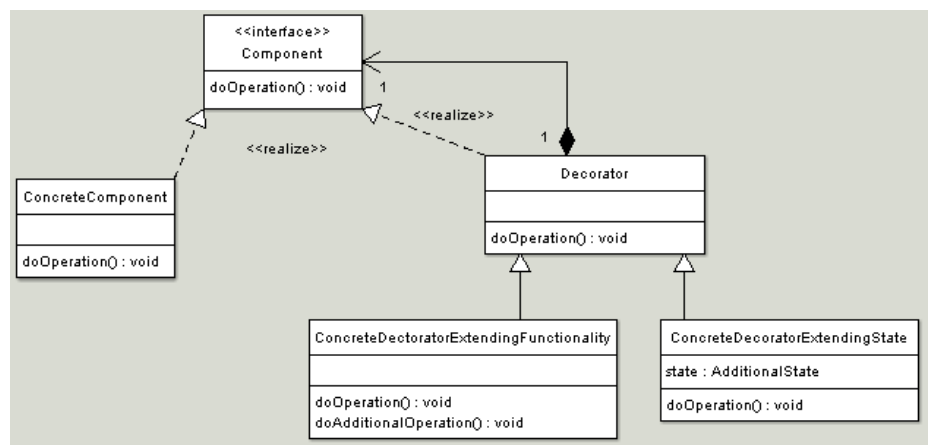 <<interface>>
Component
doOperation() : void
1
<<realize>>
<<realize>>
1
Decorator
doOperation() : void
ConcreteComponent
doOperation() : void
ConcreteDectoratorExtendingFunctionality
doOperation() : void
doAdditionalOperation() : void
ConcreteDecoratorExtendingState
state : AdditionalState
doOperation() : void